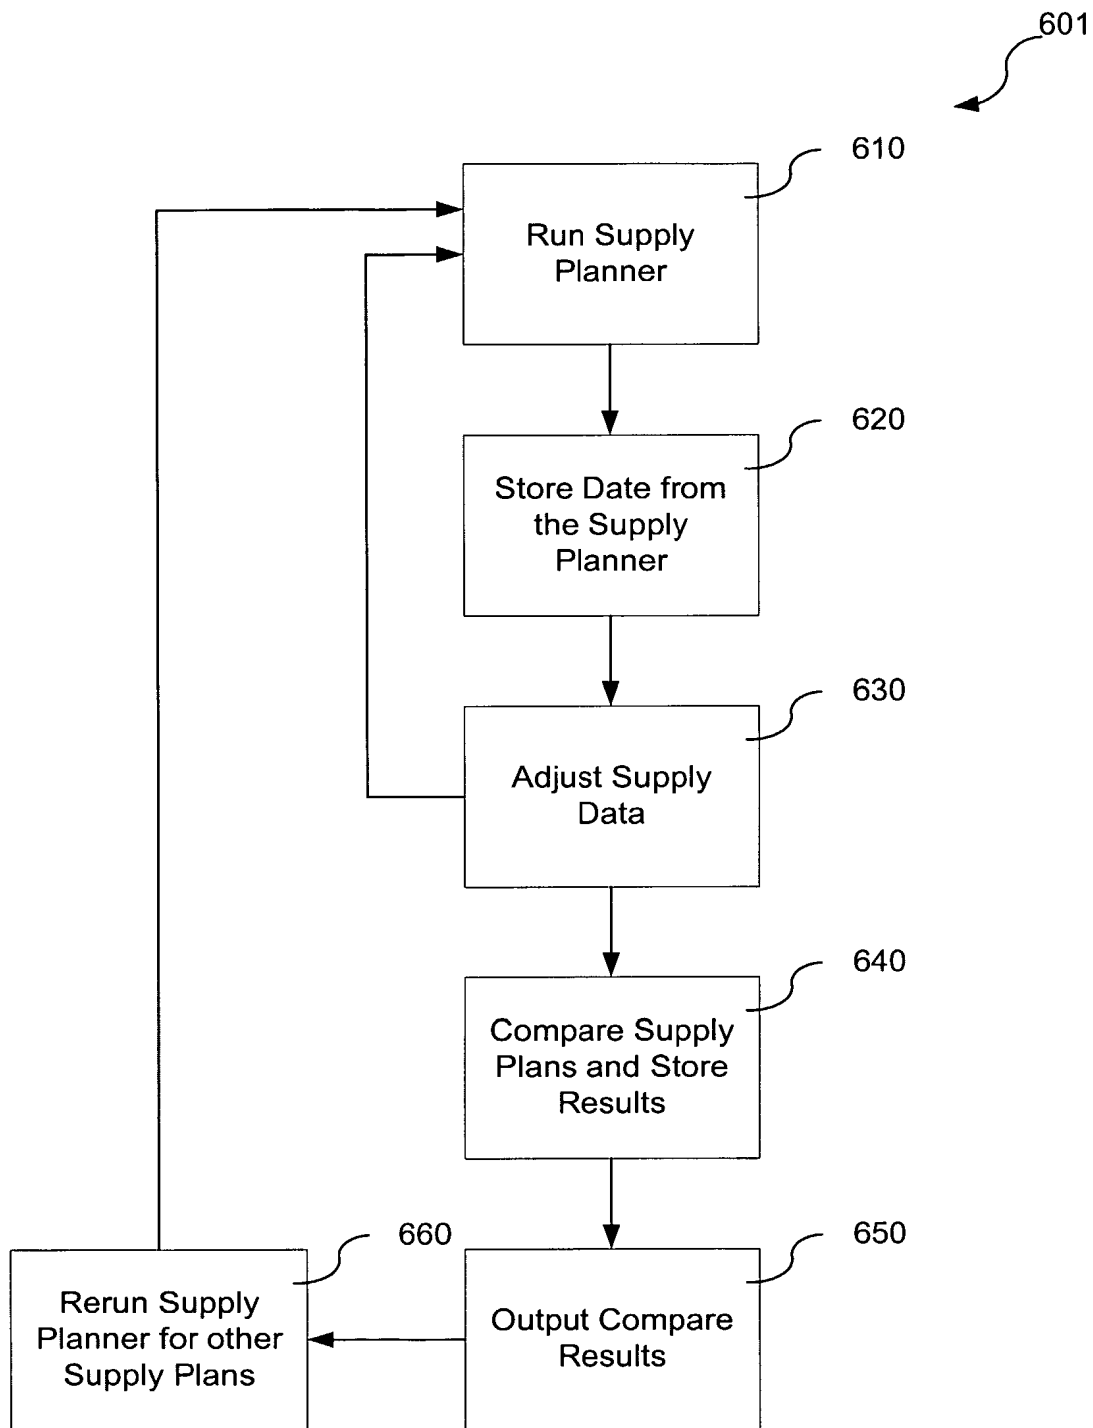 601
610
Run Supply
Planner
620
Store Date from
the Supply
Planner
630
Adjust Supply
Data
640
Compare Supply
Plans and Store
Results
660
Rerun Supply
Planner for other
Supply Plans
650
Output Compare
Results